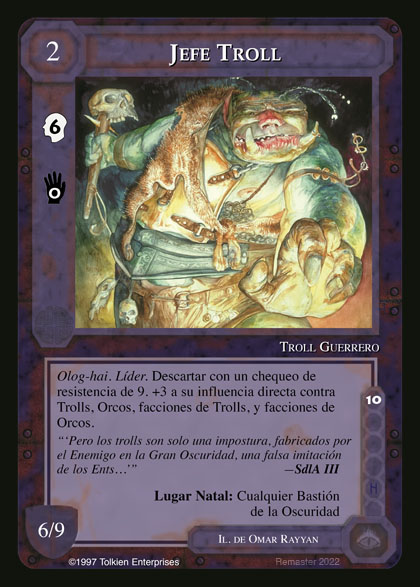 2
JEFE TROLL
6
0
TROLL GUERRERO
Olog-hai. Líder. Descartar con un chequeo de
resistencia de 9. +3 a su influencia directa contra
Trolls, Orcos, facciones de Trolls, y facciones de
Orcos.
10
“‘Pero los trolls son solo una impostura, fabricados por
el Enemigo en la Gran Oscuridad, una falsa imitación
de los Ents…’” —SdlA III
H
Lugar Natal: Cualquier Bastión
de la Oscuridad
6/9
IL. DE OMAR RAYYAN
©1997 Tolkien Enterprises
Remaster 2022